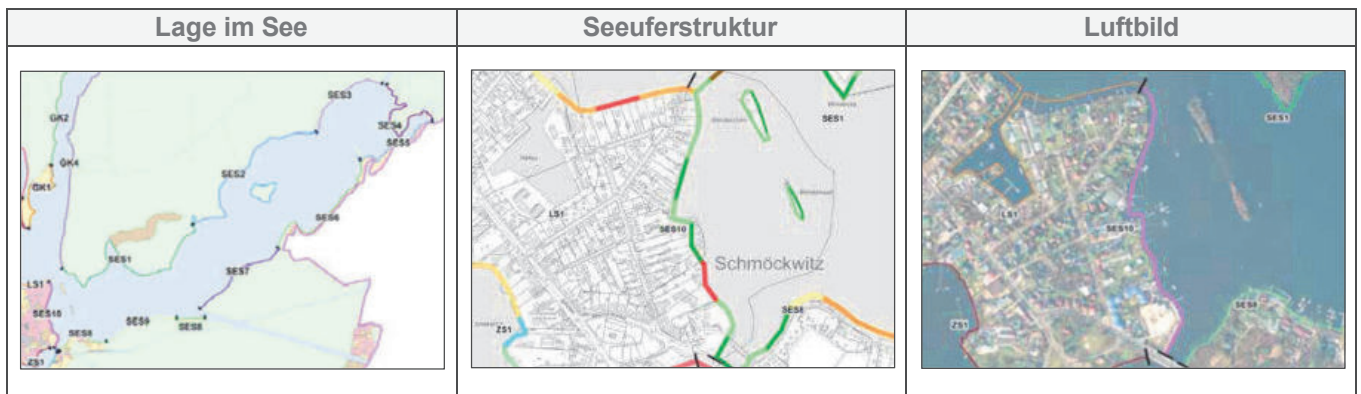 Lage im See
Seeuferstruktur
Luftbild
SES3
GK2
SES4
SES5
GK4
SES2
GK1
SES6
SES1
SES7
LS1
SES10
SES9
SES8
SES8
ZS1
SES1
LS1
SES10
Schmöckwitz
SES8
ZS1
SES1
LS1
SES10
SES8
ZS1